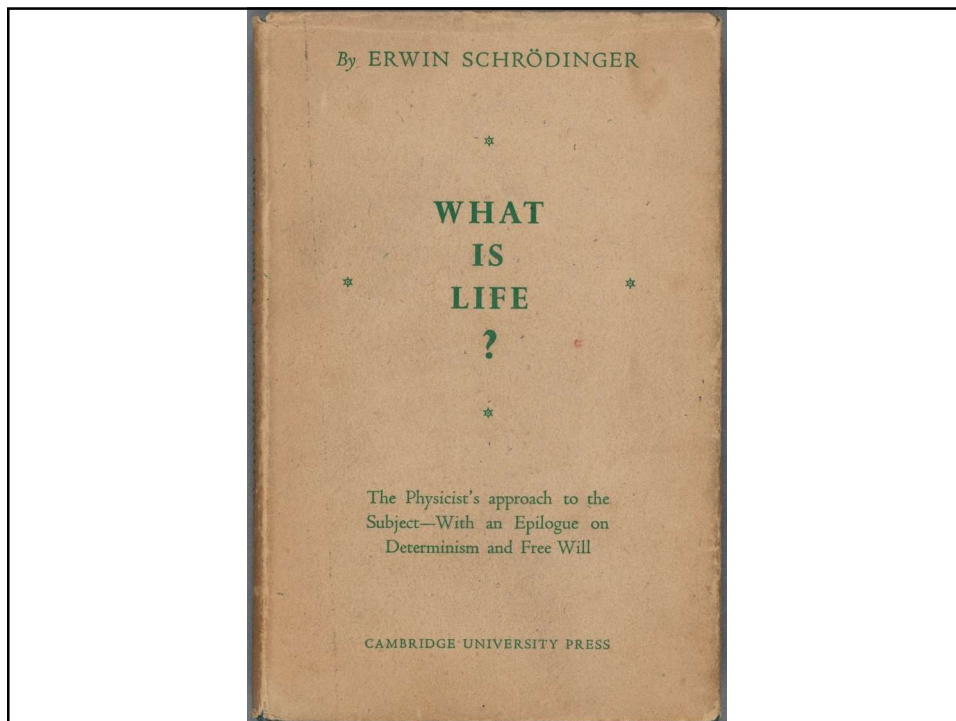 By ERWIN SCHRÖDINGER
WHAT
IS
LIFE
?
The Physicist's approach to the
Subject—With an Epilogue on
Determinism and Free Will
CAMBRIDGE UNIVERSITY PRESS